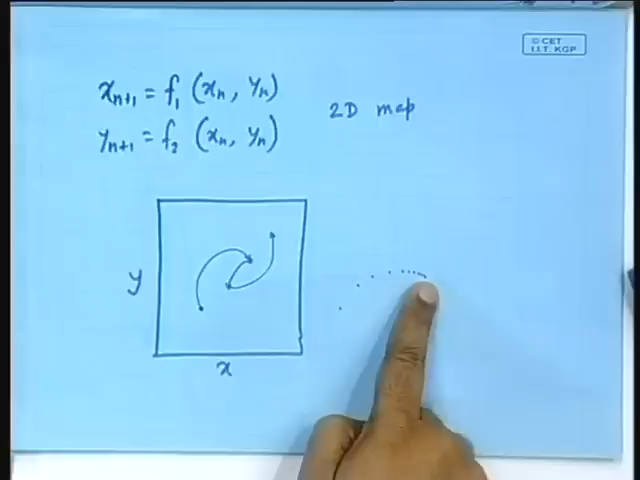 © CET
I.I.T. KGP
xₙ₊₁ = f₁ (xₙ, yₙ)
2D map
yₙ₊₁ = f₂ (xₙ, yₙ)
y
x